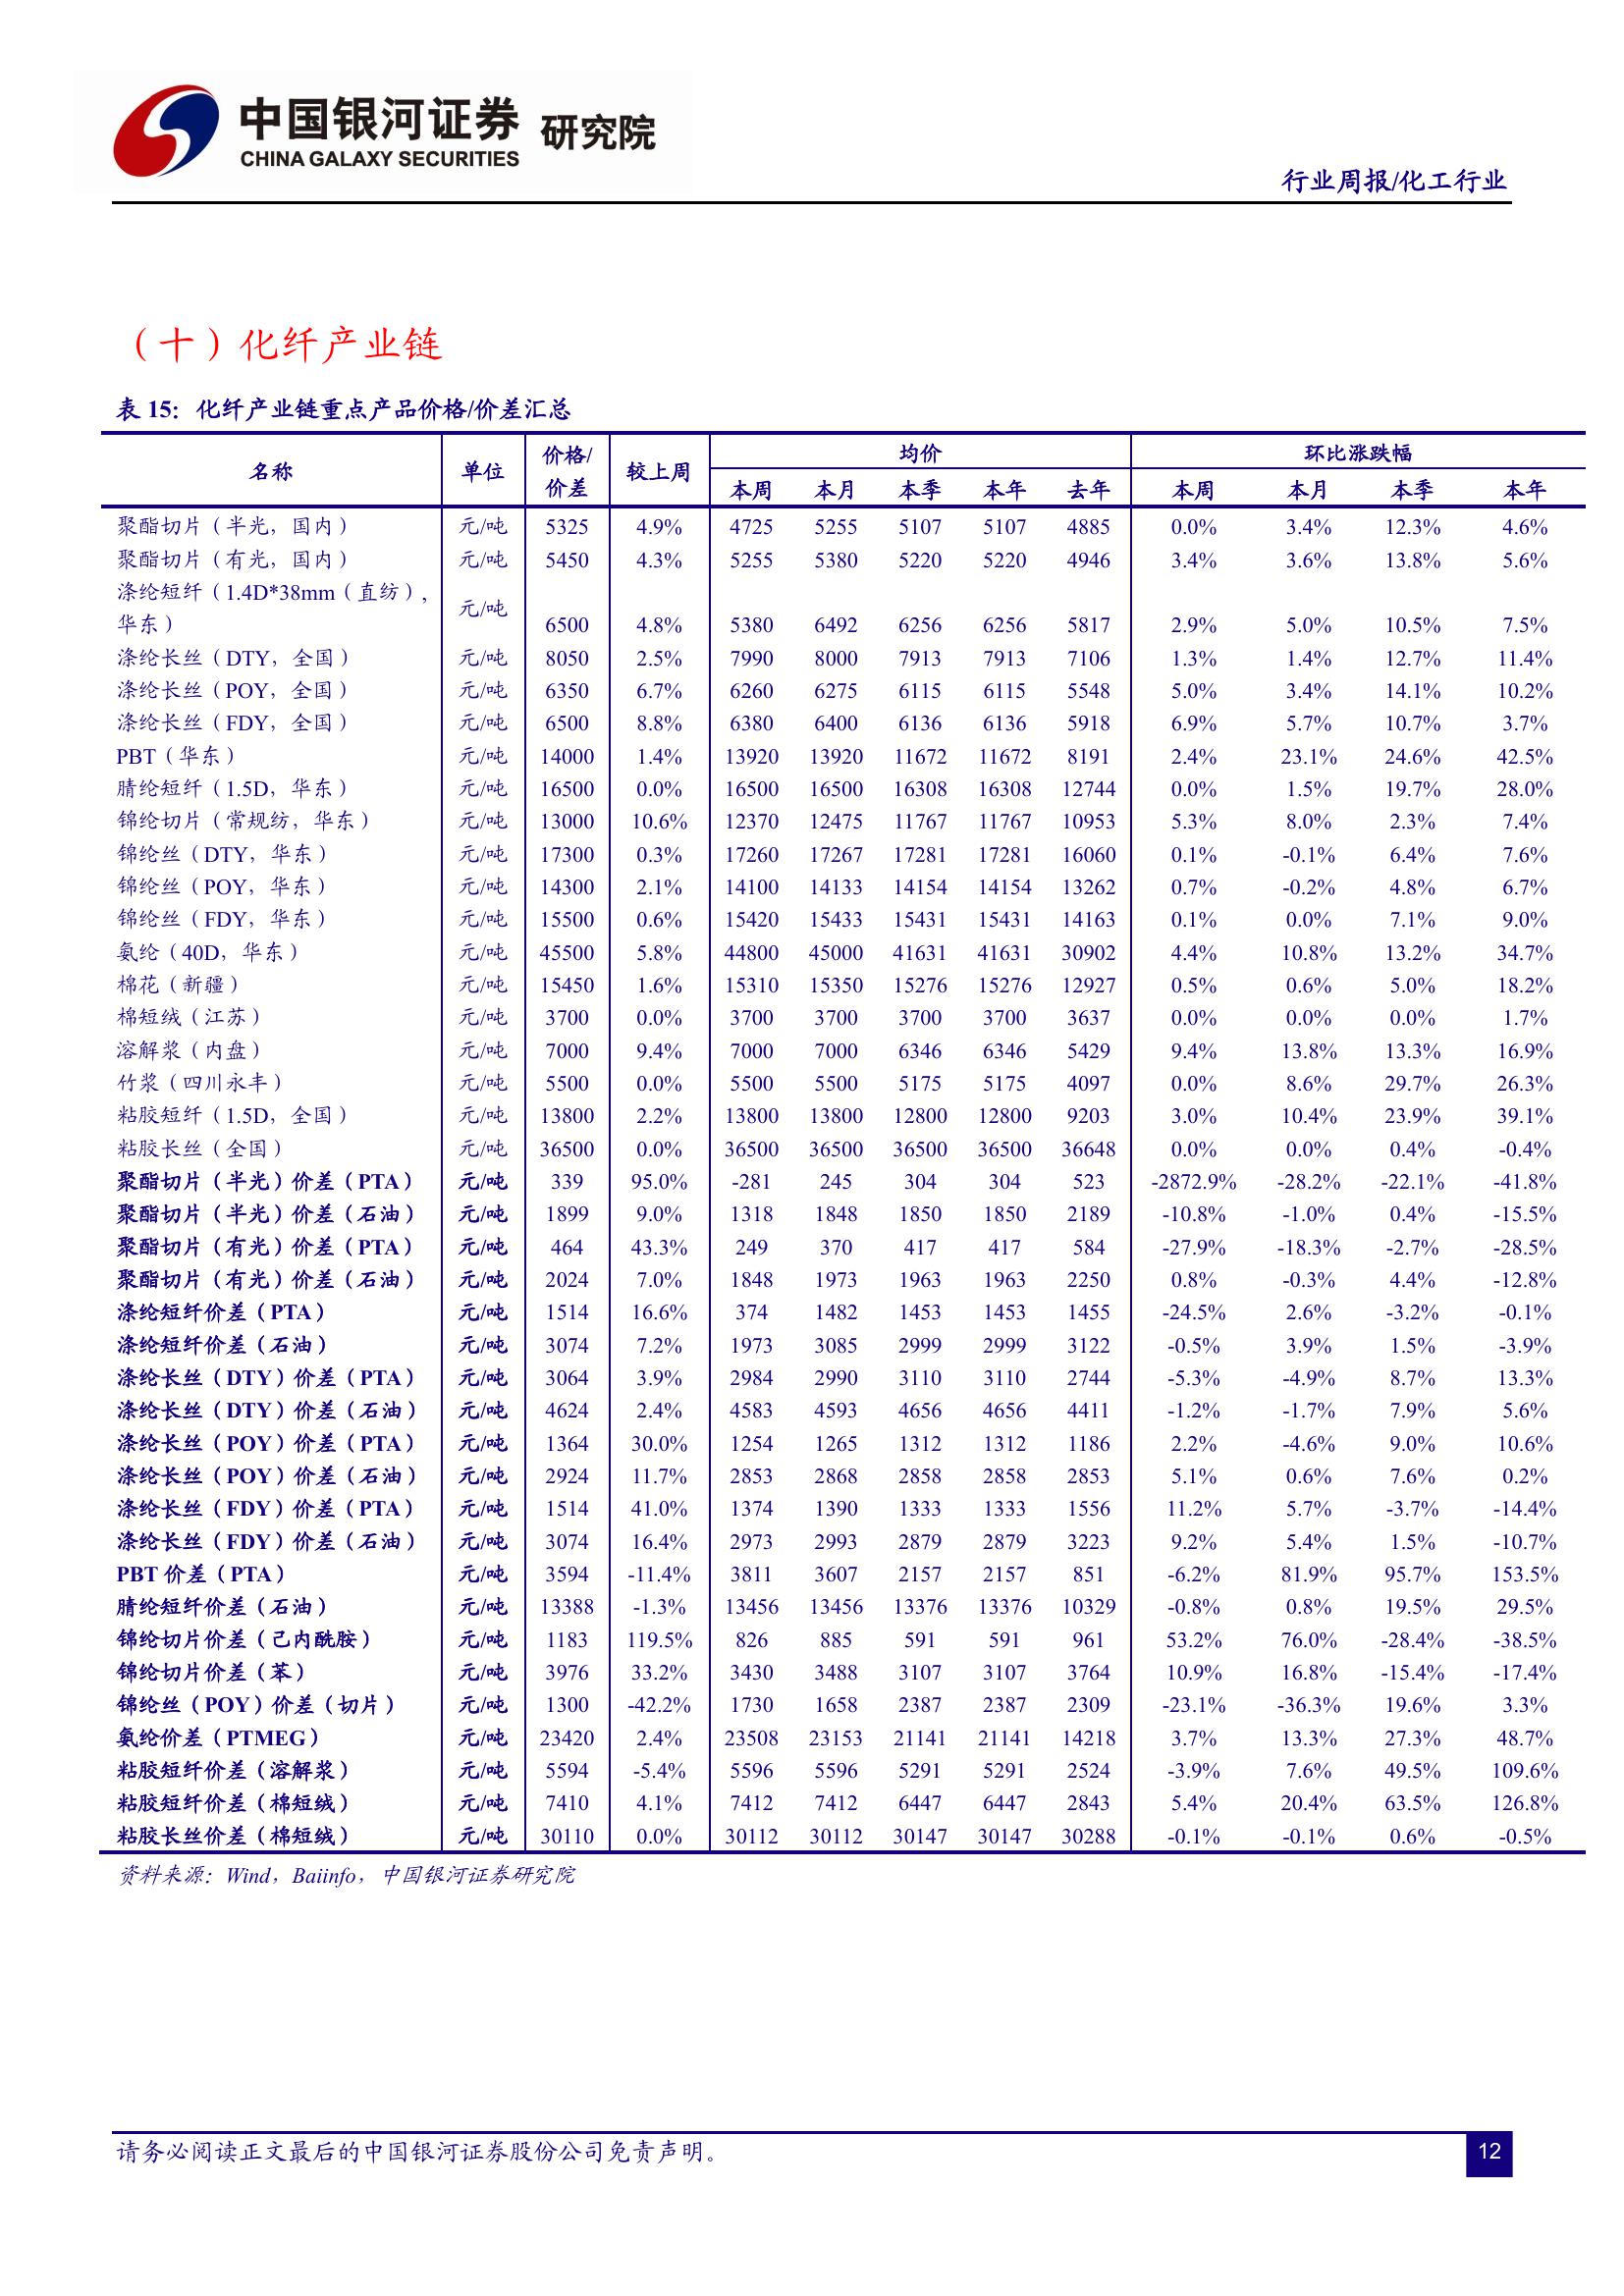 中国银河证券 研究院
CHINA GALAXY SECURITIES
行业周报/化工行业
（十）化纤产业链
表 15：化纤产业链重点产品价格/价差汇总
名称 单位 价格/价差 较上周 均价 环比涨跌幅
本周 本月 本季 本年 去年 本周 本月 本季 本年
聚酯切片（半光，国内） 元/吨 5325 4.9% 4725 5255 5107 5107 4885 0.0% 3.4% 12.3% 4.6%
聚酯切片（有光，国内） 元/吨 5450 4.3% 5255 5380 5220 5220 4946 3.4% 3.6% 13.8% 5.6%
涤纶短纤（1.4D*38mm（直纺），
华东） 元/吨 6500 4.8% 5380 6492 6256 6256 5817 2.9% 5.0% 10.5% 7.5%
涤纶长丝（DTY，全国） 元/吨 8050 2.5% 7990 8000 7913 7913 7106 1.3% 1.4% 12.7% 11.4%
涤纶长丝（POY，全国） 元/吨 6350 6.7% 6260 6275 6115 6115 5548 5.0% 3.4% 14.1% 10.2%
涤纶长丝（FDY，全国） 元/吨 6500 8.8% 6380 6400 6136 6136 5918 6.9% 5.7% 10.7% 3.7%
PBT（华东） 元/吨 14000 1.4% 13920 13920 11672 11672 8191 2.4% 23.1% 24.6% 42.5%
腈纶短纤（1.5D，华东） 元/吨 16500 0.0% 16500 16500 16308 16308 12744 0.0% 1.5% 19.7% 28.0%
锦纶切片（常规纺，华东） 元/吨 13000 10.6% 12370 12475 11767 11767 10953 5.3% 8.0% 2.3% 7.4%
锦纶丝（DTY，华东） 元/吨 17300 0.3% 17260 17267 17281 17281 16060 0.1% -0.1% 6.4% 7.6%
锦纶丝（POY，华东） 元/吨 14300 2.1% 14100 14133 14154 14154 13262 0.7% -0.2% 4.8% 6.7%
锦纶丝（FDY，华东） 元/吨 15500 0.6% 15420 15433 15431 15431 14163 0.1% 0.0% 7.1% 9.0%
氨纶（40D，华东） 元/吨 45500 5.8% 44800 45000 41631 41631 30902 4.4% 10.8% 13.2% 34.7%
棉花（新疆） 元/吨 15450 1.6% 15310 15350 15276 15276 12927 0.5% 0.6% 5.0% 18.2%
棉短绒（江苏） 元/吨 3700 0.0% 3700 3700 3700 3700 3637 0.0% 0.0% 0.0% 1.7%
溶解浆（内盘） 元/吨 7000 9.4% 7000 7000 6346 6346 5429 9.4% 13.8% 13.3% 16.9%
竹浆（四川永丰） 元/吨 5500 0.0% 5500 5500 5175 5175 4097 0.0% 8.6% 29.7% 26.3%
粘胶短纤（1.5D，全国） 元/吨 13800 2.2% 13800 13800 12800 12800 9203 3.0% 10.4% 23.9% 39.1%
粘胶长丝（全国） 元/吨 36500 0.0% 36500 36500 36500 36500 36648 0.0% 0.0% 0.4% -0.4%
聚酯切片（半光）价差（PTA） 元/吨 339 95.0% -281 245 304 304 523 -2872.9% -28.2% -22.1% -41.8%
聚酯切片（半光）价差（石油） 元/吨 1899 9.0% 1318 1848 1850 1850 2189 -10.8% -1.0% 0.4% -15.5%
聚酯切片（有光）价差（PTA） 元/吨 464 43.3% 249 370 417 417 584 -27.9% -18.3% -2.7% -28.5%
聚酯切片（有光）价差（石油） 元/吨 2024 7.0% 1848 1973 1963 1963 2250 0.8% -0.3% 4.4% -12.8%
涤纶短纤价差（PTA） 元/吨 1514 16.6% 374 1482 1453 1453 1455 -24.5% 2.6% -3.2% -0.1%
涤纶短纤价差（石油） 元/吨 3074 7.2% 1973 3085 2999 2999 3122 -0.5% 3.9% 1.5% -3.9%
涤纶长丝（DTY）价差（PTA） 元/吨 3064 3.9% 2984 2990 3110 3110 2744 -5.3% -4.9% 8.7% 13.3%
涤纶长丝（DTY）价差（石油） 元/吨 4624 2.4% 4583 4593 4656 4656 4411 -1.2% -1.7% 7.9% 5.6%
涤纶长丝（POY）价差（PTA） 元/吨 1364 30.0% 1254 1265 1312 1312 1186 2.2% -4.6% 9.0% 10.6%
涤纶长丝（POY）价差（石油） 元/吨 2924 11.7% 2853 2868 2858 2858 2853 5.1% 0.6% 7.6% 0.2%
涤纶长丝（FDY）价差（PTA） 元/吨 1514 41.0% 1374 1390 1333 1333 1556 11.2% 5.7% -3.7% -14.4%
涤纶长丝（FDY）价差（石油） 元/吨 3074 16.4% 2973 2993 2879 2879 3223 9.2% 5.4% 1.5% -10.7%
PBT 价差（PTA） 元/吨 3594 -11.4% 3811 3607 2157 2157 851 -6.2% 81.9% 95.7% 153.5%
腈纶短纤价差（石油） 元/吨 13388 -1.3% 13456 13456 13376 13376 10329 -0.8% 0.8% 19.5% 29.5%
锦纶切片价差（己内酰胺） 元/吨 1183 119.5% 826 885 591 591 961 53.2% 76.0% -28.4% -38.5%
锦纶切片价差（苯） 元/吨 3976 33.2% 3430 3488 3107 3107 3764 10.9% 16.8% -15.4% -17.4%
锦纶丝（POY）价差（切片） 元/吨 1300 -42.2% 1730 1658 2387 2387 2309 -23.1% -36.3% 19.6% 3.3%
氨纶价差（PTMEG） 元/吨 23420 2.4% 23508 23153 21141 21141 14218 3.7% 13.3% 27.3% 48.7%
粘胶短纤价差（溶解浆） 元/吨 5594 -5.4% 5596 5596 5291 5291 2524 -3.9% 7.6% 49.5% 109.6%
粘胶短纤价差（棉短绒） 元/吨 7410 4.1% 7412 7412 6447 6447 2843 5.4% 20.4% 63.5% 126.8%
粘胶长丝价差（棉短绒） 元/吨 30110 0.0% 30112 30112 30147 30147 30288 -0.1% -0.1% 0.6% -0.5%
资料来源：Wind，Baiinfo，中国银河证券研究院
请务必阅读正文最后的中国银河证券股份公司免责声明。
12